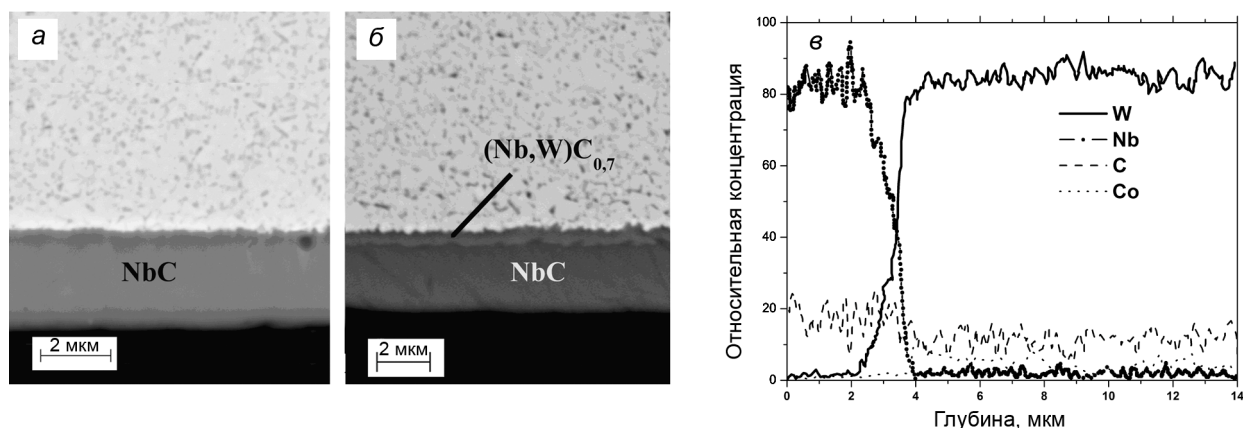 а
NbC
2 мкм
б
(Nb,W)C0,7
NbC
2 мкм
в
Относительная концентрация
100
80
60
40
20
0
W
Nb
C
Co
0 2 4 6 8 10 12 14
Глубина, мкм